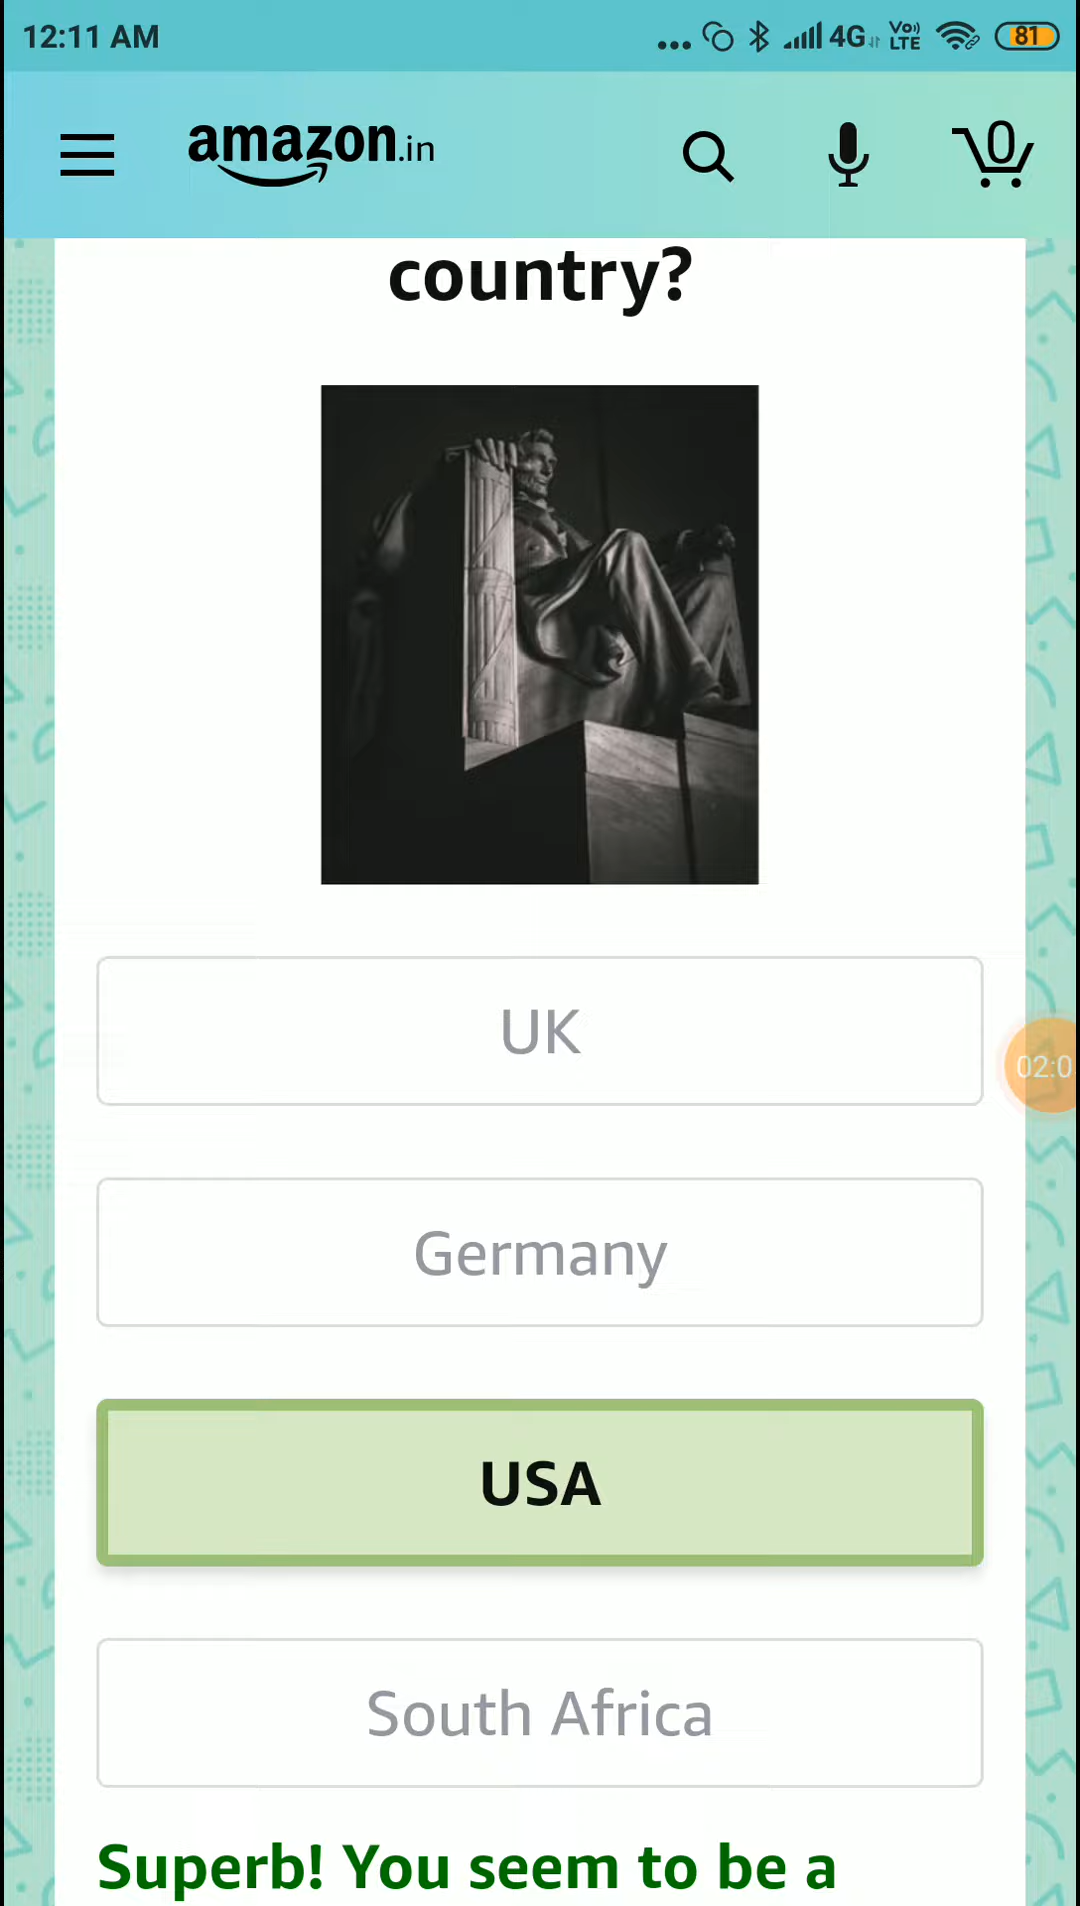 12:11 AM 4G Vo)) LTE 81
amazon.in 0
country?
UK
02:0
Germany
USA
South Africa
Superb! You seem to be a